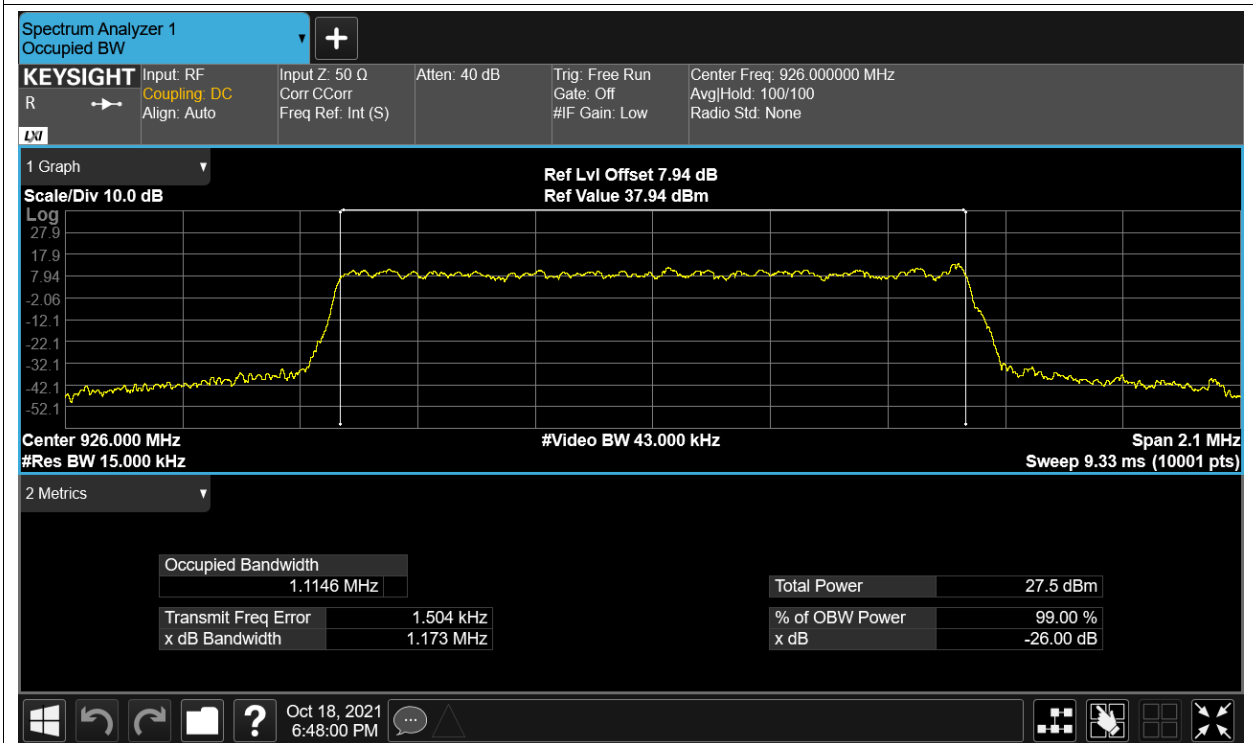 Spectrum Analyzer 1
Occupied BW
KEYSIGHT
R
LXI
Input: RF
Coupling: DC
Align: Auto
Input Z: 50 Ω
Corr CCorr
Freq Ref: Int (S)
Atten: 40 dB
Trig: Free Run
Gate: Off
#IF Gain: Low
Center Freq: 926.000000 MHz
Avg|Hold: 100/100
Radio Std: None
1 Graph
Scale/Div 10.0 dB
Ref Lvl Offset 7.94 dB
Ref Value 37.94 dBm
Log
27.9
17.9
7.94
-2.06
-12.1
-22.1
-32.1
-42.1
-52.1
Center 926.000 MHz
#Video BW 43.000 kHz
Span 2.1 MHz
#Res BW 15.000 kHz
Sweep 9.33 ms (10001 pts)
2 Metrics
Occupied Bandwidth
1.1146 MHz
Total Power 27.5 dBm
Transmit Freq Error 1.504 kHz
% of OBW Power 99.00 %
x dB Bandwidth 1.173 MHz
x dB -26.00 dB
?
Oct 18, 2021
6:48:00 PM